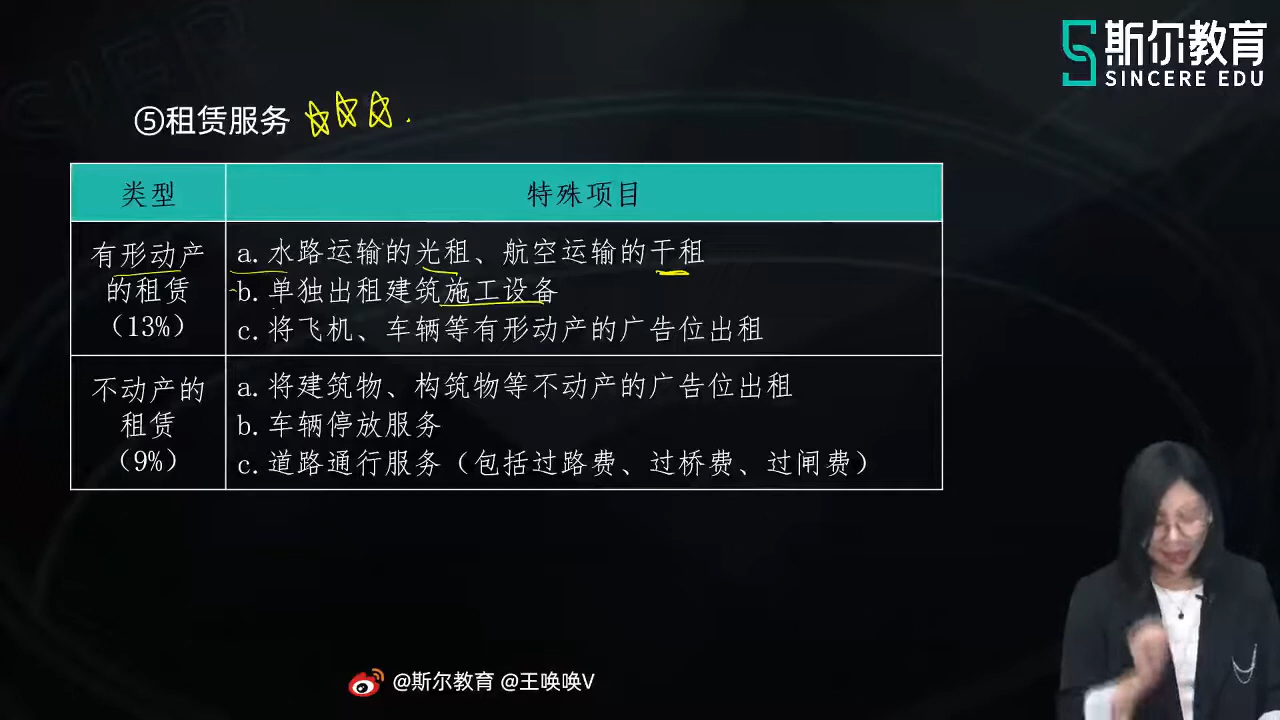 斯尔教育
SINCERE EDU
⑤租赁服务
类型
特殊项目
有形动产
的租赁
（13%）
a.水路运输的光租、航空运输的干租
b.单独出租建筑施工设备
c.将飞机、车辆等有形动产的广告位出租
不动产的
租赁
（9%）
a.将建筑物、构筑物等不动产的广告位出租
b.车辆停放服务
c.道路通行服务（包括过路费、过桥费、过闸费）
@斯尔教育 @王唤唤V